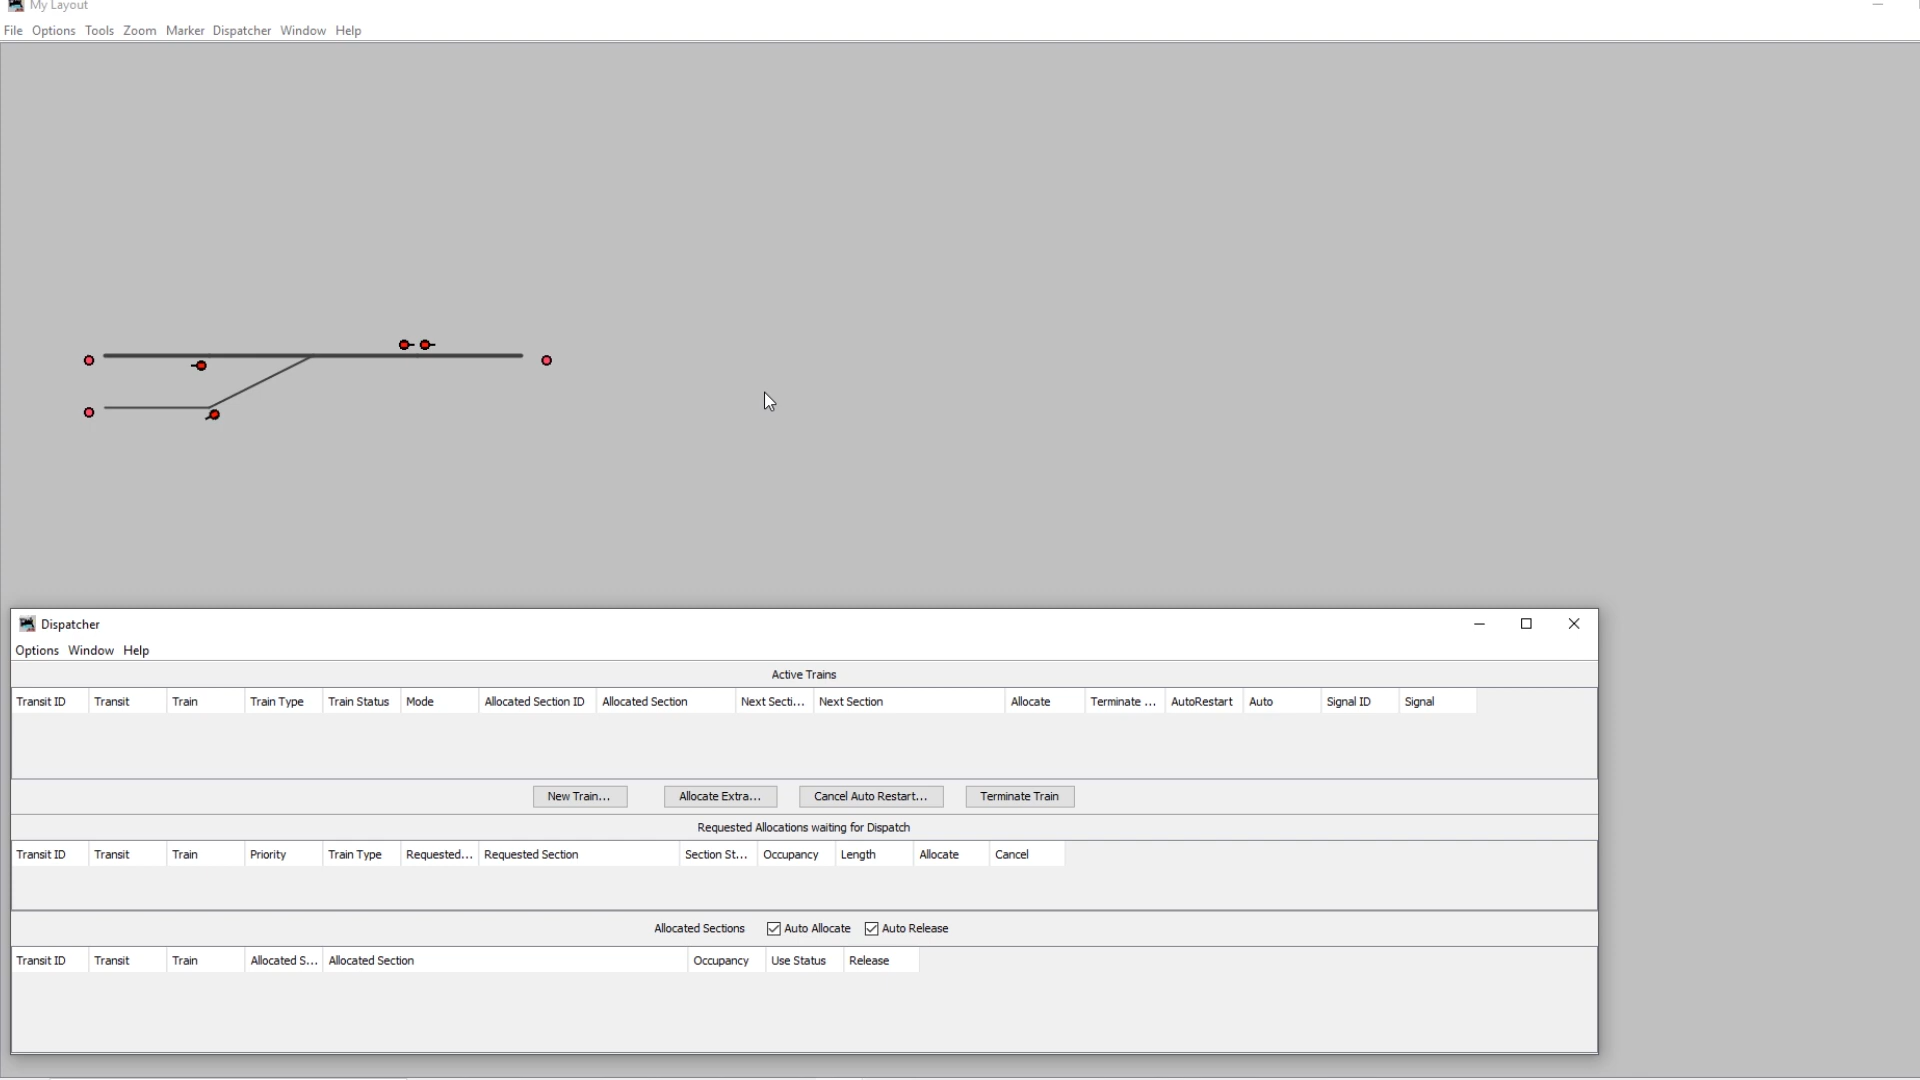 My Layout
File Options Tools Zoom Marker Dispatcher Window Help
Dispatcher
Options Window Help
Active Trains
Transit ID Transit Train Train Type Train Status Mode Allocated Section ID Allocated Section Next Secti... Next Section Allocate Terminate ... AutoRestart Auto Signal ID Signal
New Train... Allocate Extra... Cancel Auto Restart... Terminate Train
Requested Allocations waiting for Dispatch
Transit ID Transit Train Priority Train Type Requested... Requested Section Section St... Occupancy Length Allocate Cancel
Allocated Sections Auto Allocate Auto Release
Transit ID Transit Train Allocated S... Allocated Section Occupancy Use Status Release